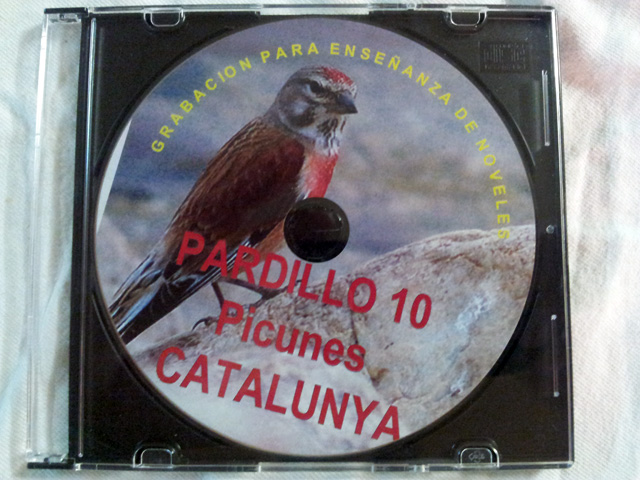 GRABACION PARA ENSEÑANZA DE NOVELES
PARDILLO 10
Picunes
CATALUNYA